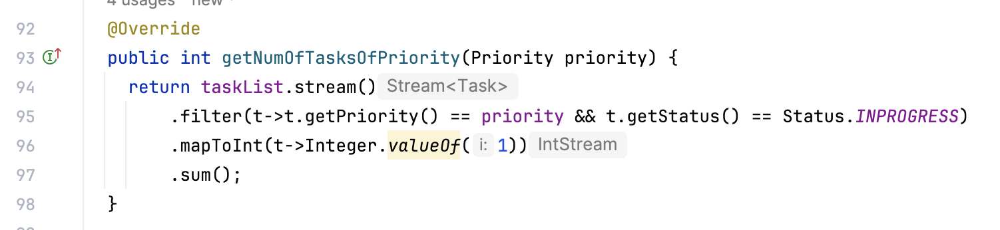 4 usages new *
92 @Override
93 public int getNumOfTasksOfPriority(Priority priority) {
94 return taskList.stream() Stream<Task>
95 .filter(t->t.getPriority() == priority && t.getStatus() == Status.INPROGRESS)
96 .mapToInt(t->Integer.valueOf( i: 1)) IntStream
97 .sum();
98 }